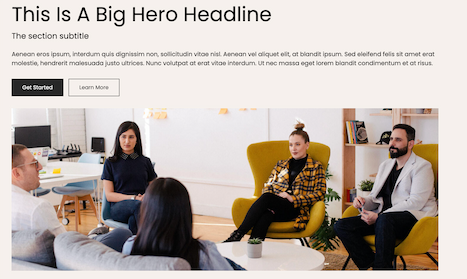 This Is A Big Hero Headline
The section subtitle
Aenean eros ipsum, interdum quis dignissim non, sollicitudin vitae nisl. Aenean vel aliquet elit, at blandit ipsum. Sed eleifend felis sit amet erat
molestie, hendrerit malesuada justo ultrices. Nunc volutpat at erat vitae interdum. Ut nec massa eget lorem blandit condimentum et at risus.
Get Started
Learn More